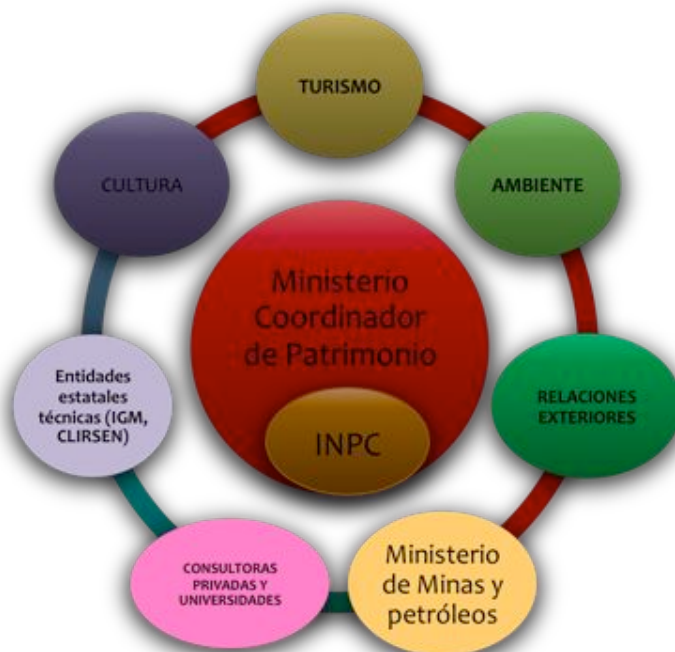 TURISMO
CULTURA
AMBIENTE
Ministerio
Coordinador
de Patrimonio
INPC
Entidades
estatales
técnicas (IGM,
CLIRSEN)
RELACIONES
EXTERIORES
CONSULTORAS
PRIVADAS Y
UNIVERSIDADES
Ministerio
de Minas y
petróleos